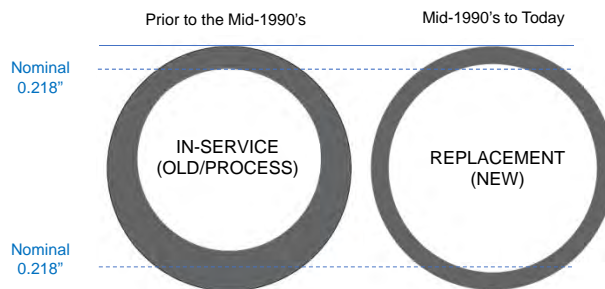 Prior to the Mid-1990's
Mid-1990's to Today
Nominal
0.218"
IN-SERVICE
(OLD/PROCESS)
REPLACEMENT
(NEW)
Nominal
0.218"